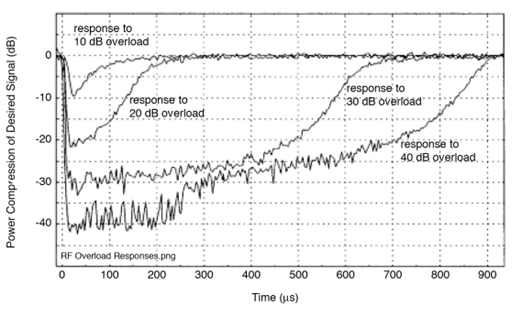 response to
10 dB overload
Power Compression of Desired Signal (dB)
0
-10
-20
-30
-40
response to
20 dB overload
response to
30 dB overload
response to
40 dB overload
RF Overload Responses.png
0 100 200 300 400 500 600 700 800 900
Time (µs)